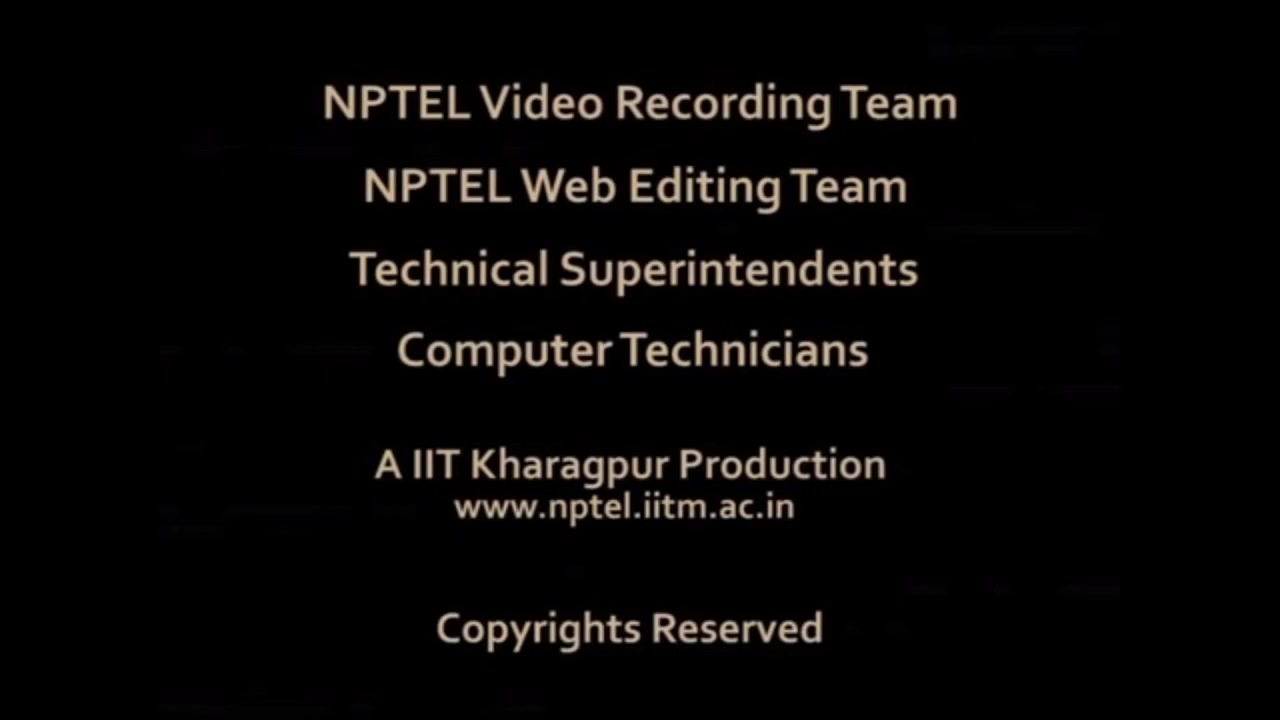 NPTEL Video Recording Team
NPTEL Web Editing Team
Technical Superintendents
Computer Technicians
A IIT Kharagpur Production
www.nptel.iitm.ac.in
Copyrights Reserved